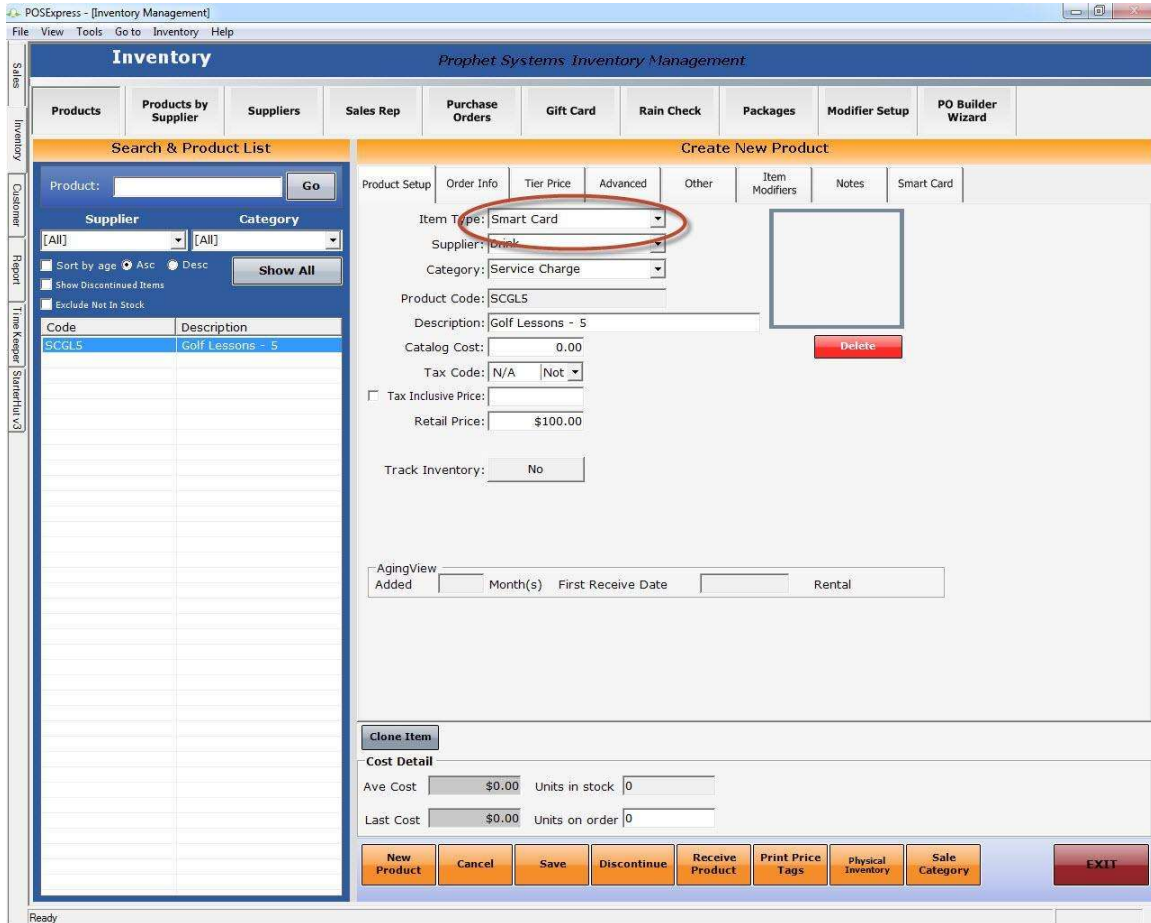 POSExpress - [Inventory Management]
File View Tools Go to Inventory Help
Sales
Inventory
Customer
Report
Time Keeper
StarterHut v3
Inventory
Prophet Systems Inventory Management
Products
Products by Supplier
Suppliers
Sales Rep
Purchase Orders
Gift Card
Rain Check
Packages
Modifier Setup
PO Builder Wizard
Search & Product List
Product:
Go
Supplier Category
[All] [All]
Sort by age Asc Desc
Show All
Show Discontinued Items
Exclude Not In Stock
Code Description
SCGL5 Golf Lessons - 5
Create New Product
Product Setup
Order Info
Tier Price
Advanced
Other
Item Modifiers
Notes
Smart Card
Item Type: Smart Card
Supplier: Drink
Category: Service Charge
Product Code: SCGL5
Description: Golf Lessons - 5
Catalog Cost: 0.00
Delete
Tax Code: N/A Not
Tax Inclusive Price:
Retail Price: $100.00
Track Inventory: No
AgingView
Added Month(s) First Receive Date Rental
Clone Item
Cost Detail
Ave Cost $0.00 Units in stock 0
Last Cost $0.00 Units on order 0
New Product
Cancel
Save
Discontinue
Receive Product
Print Price Tags
Physical Inventory
Sale Category
EXIT
Ready